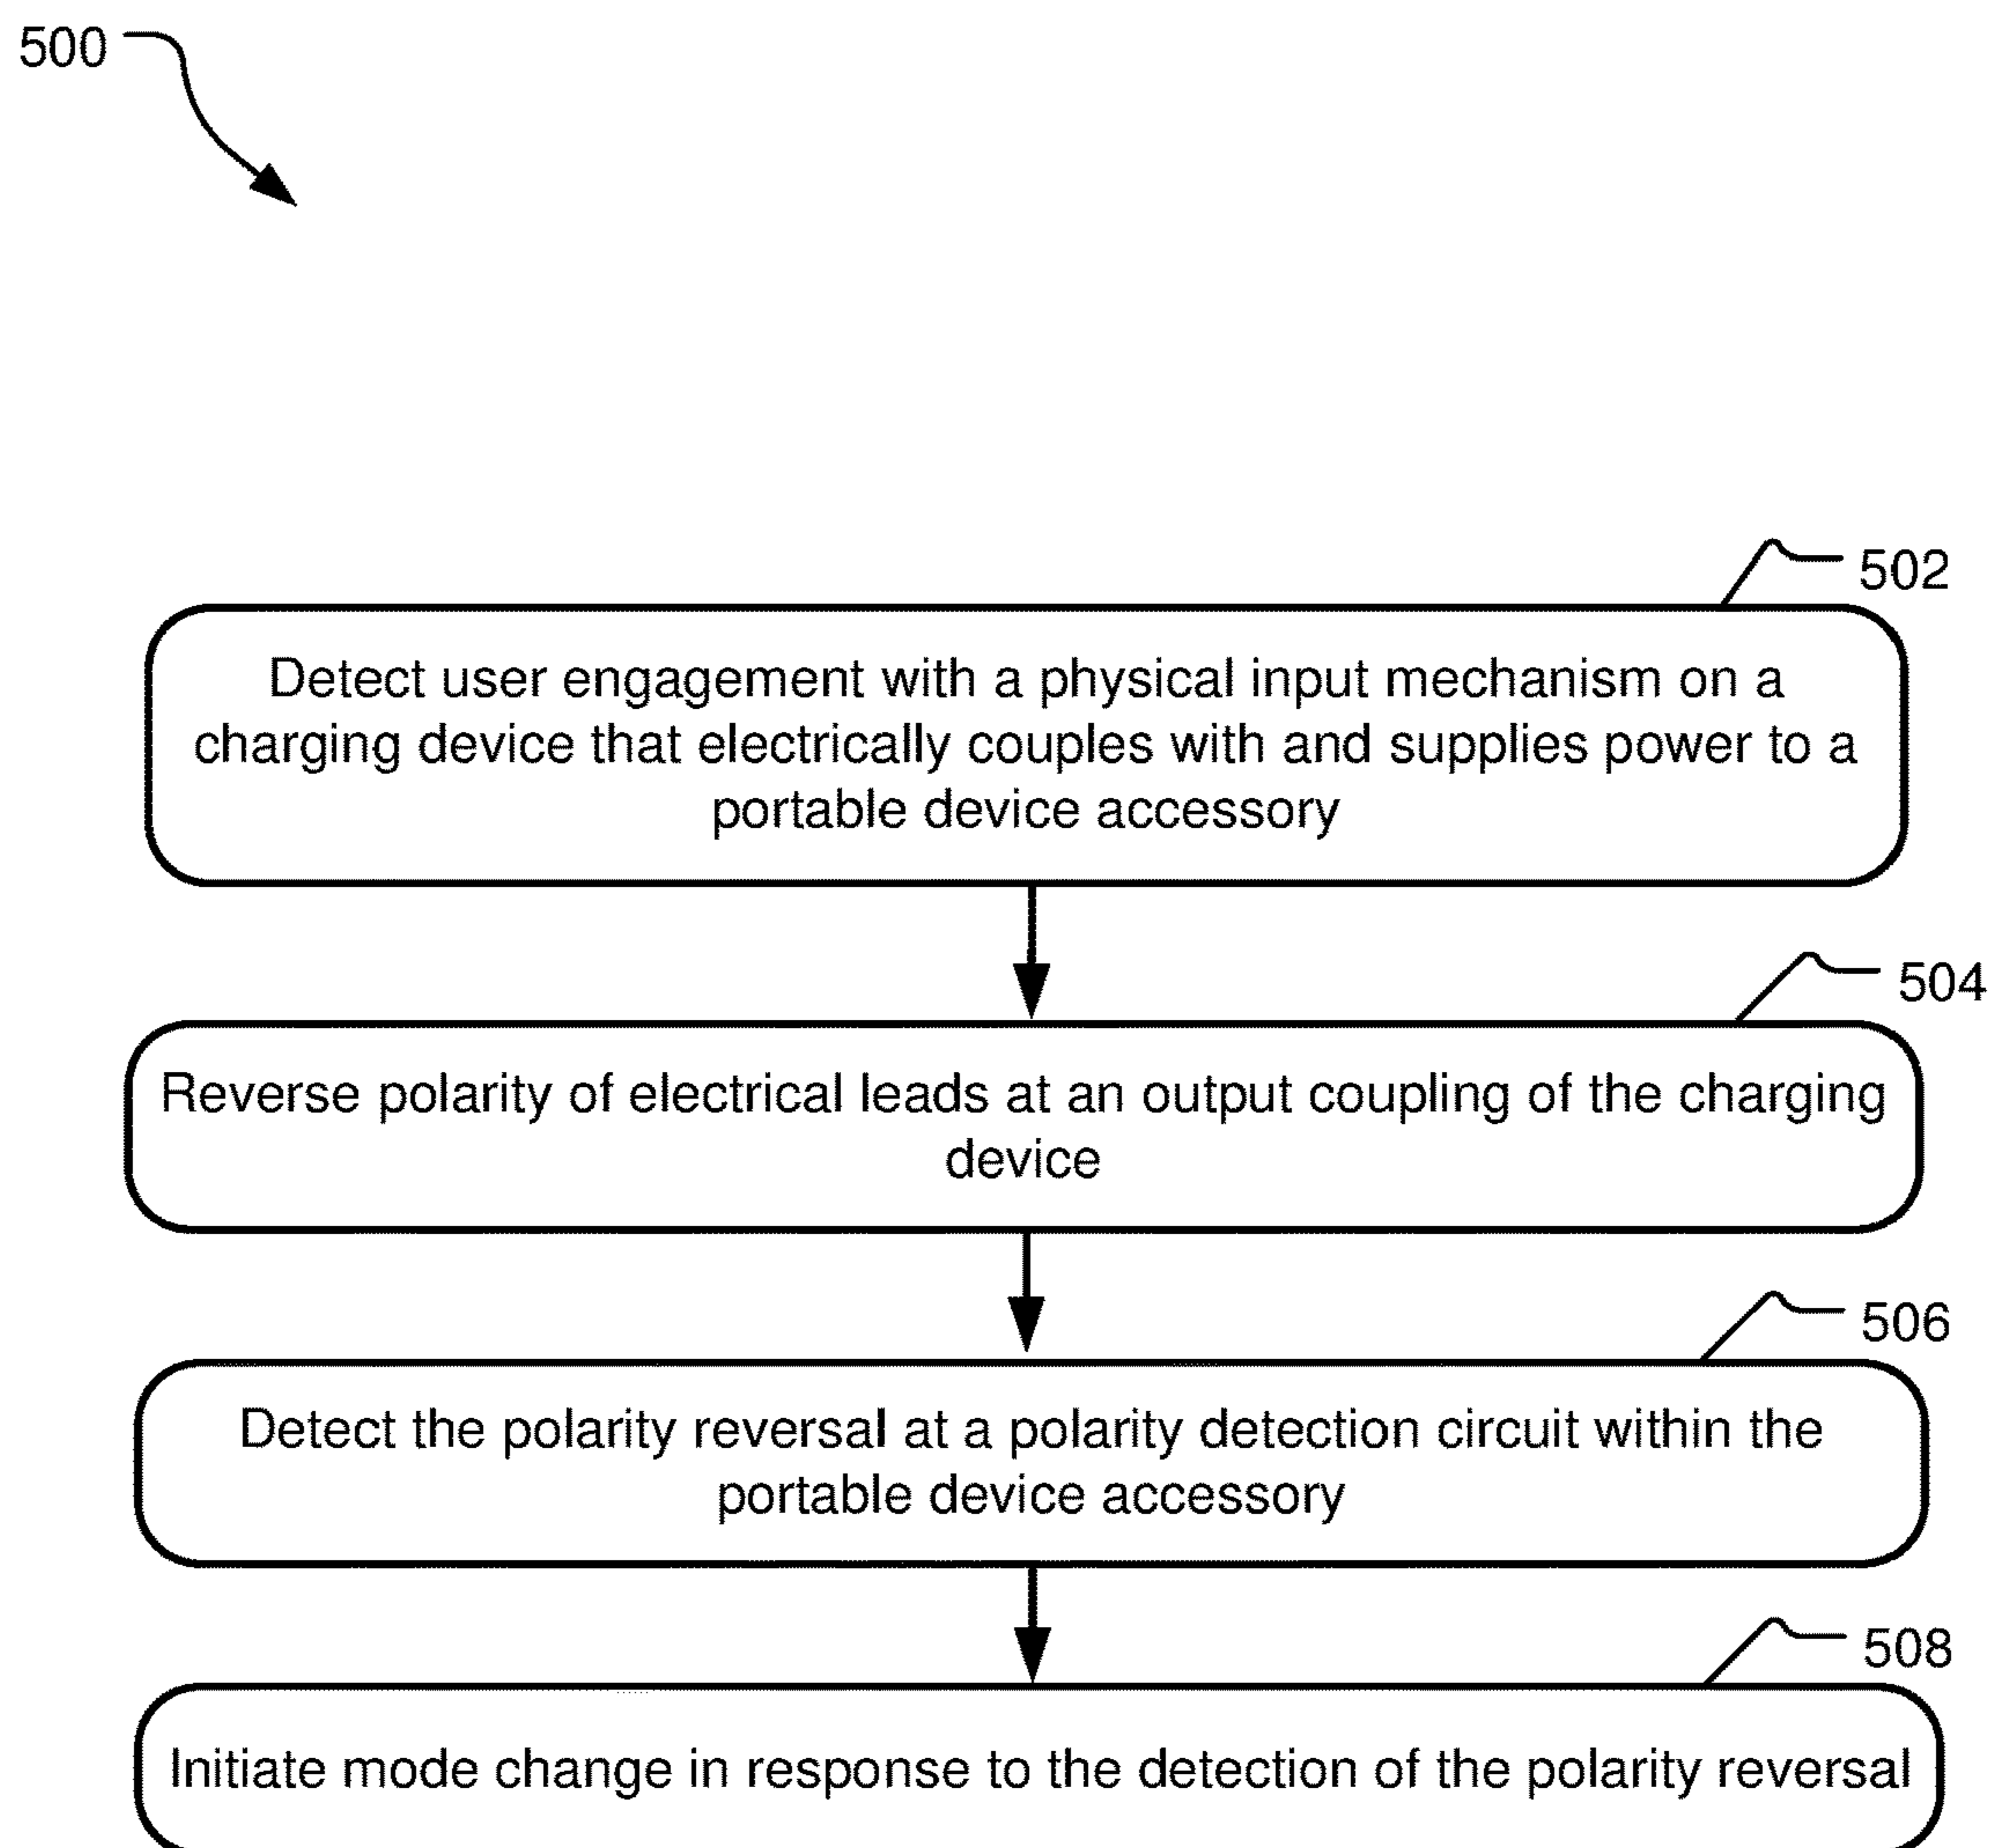 500
502
Detect user engagement with a physical input mechanism on a
charging device that electrically couples with and supplies power to a
portable device accessory
504
Reverse polarity of electrical leads at an output coupling of the charging
device
506
Detect the polarity reversal at a polarity detection circuit within the
portable device accessory
508
Initiate mode change in response to the detection of the polarity reversal